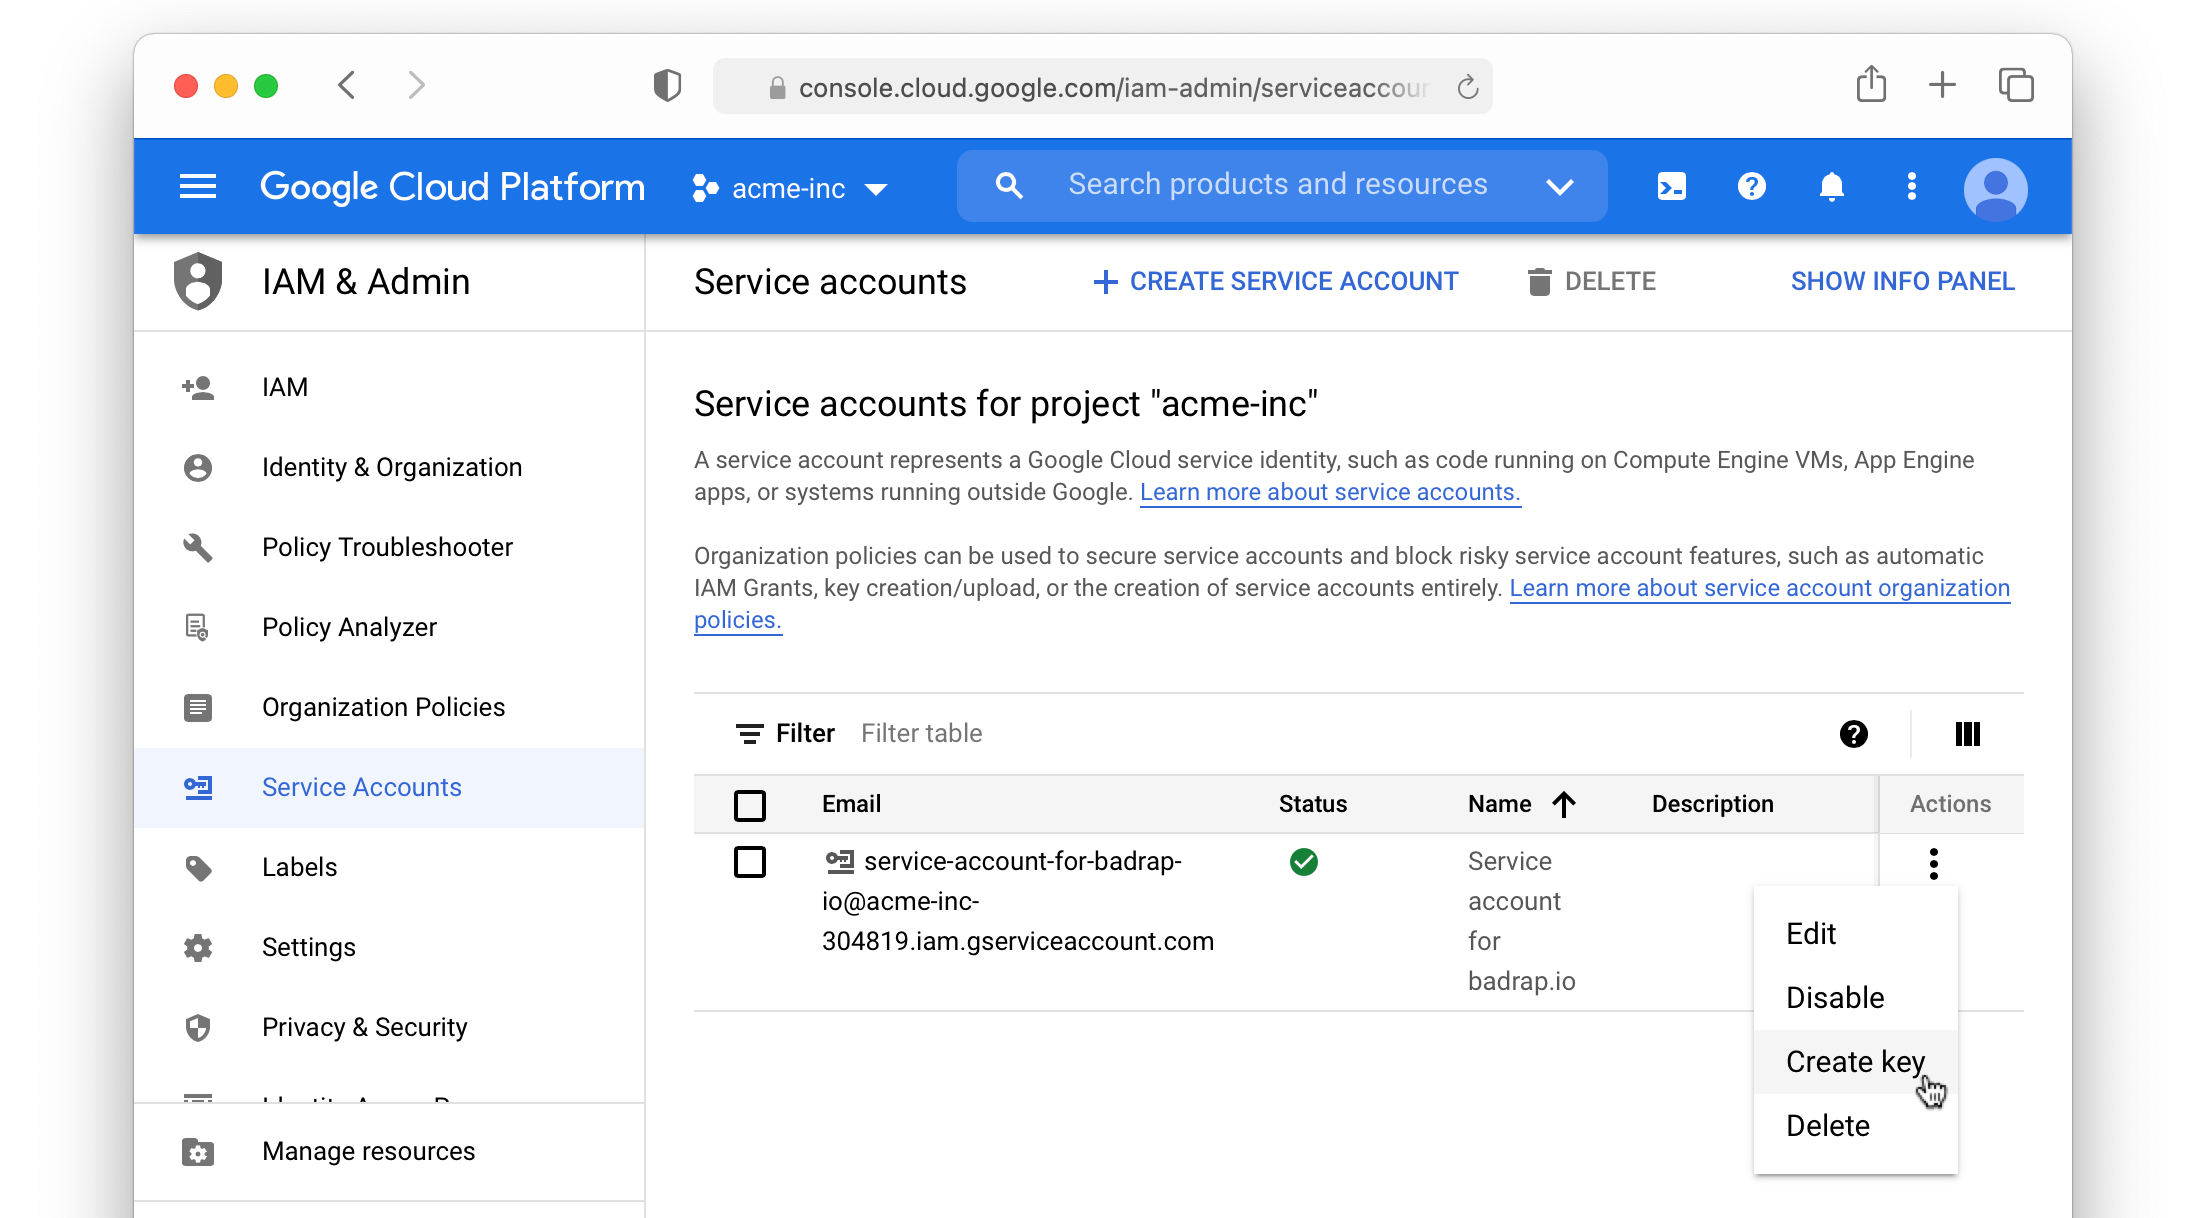 console.cloud.google.com/iam-admin/serviceaccour
Google Cloud Platform
acme-inc
Search products and resources
IAM & Admin
Service accounts
CREATE SERVICE ACCOUNT
DELETE
SHOW INFO PANEL
IAM
Identity & Organization
Policy Troubleshooter
Policy Analyzer
Organization Policies
Service Accounts
Labels
Settings
Privacy & Security
Manage resources
Service accounts for project "acme-inc"
A service account represents a Google Cloud service identity, such as code running on Compute Engine VMs, App Engine
apps, or systems running outside Google. Learn more about service accounts.
Organization policies can be used to secure service accounts and block risky service account features, such as automatic
IAM Grants, key creation/upload, or the creation of service accounts entirely. Learn more about service account organization
policies.
Filter
Filter table
Email
Status
Name
Description
Actions
service-account-for-badrap-
io@acme-inc-
304819.iam.gserviceaccount.com
Service
account
for
badrap.io
Edit
Disable
Create key
Delete